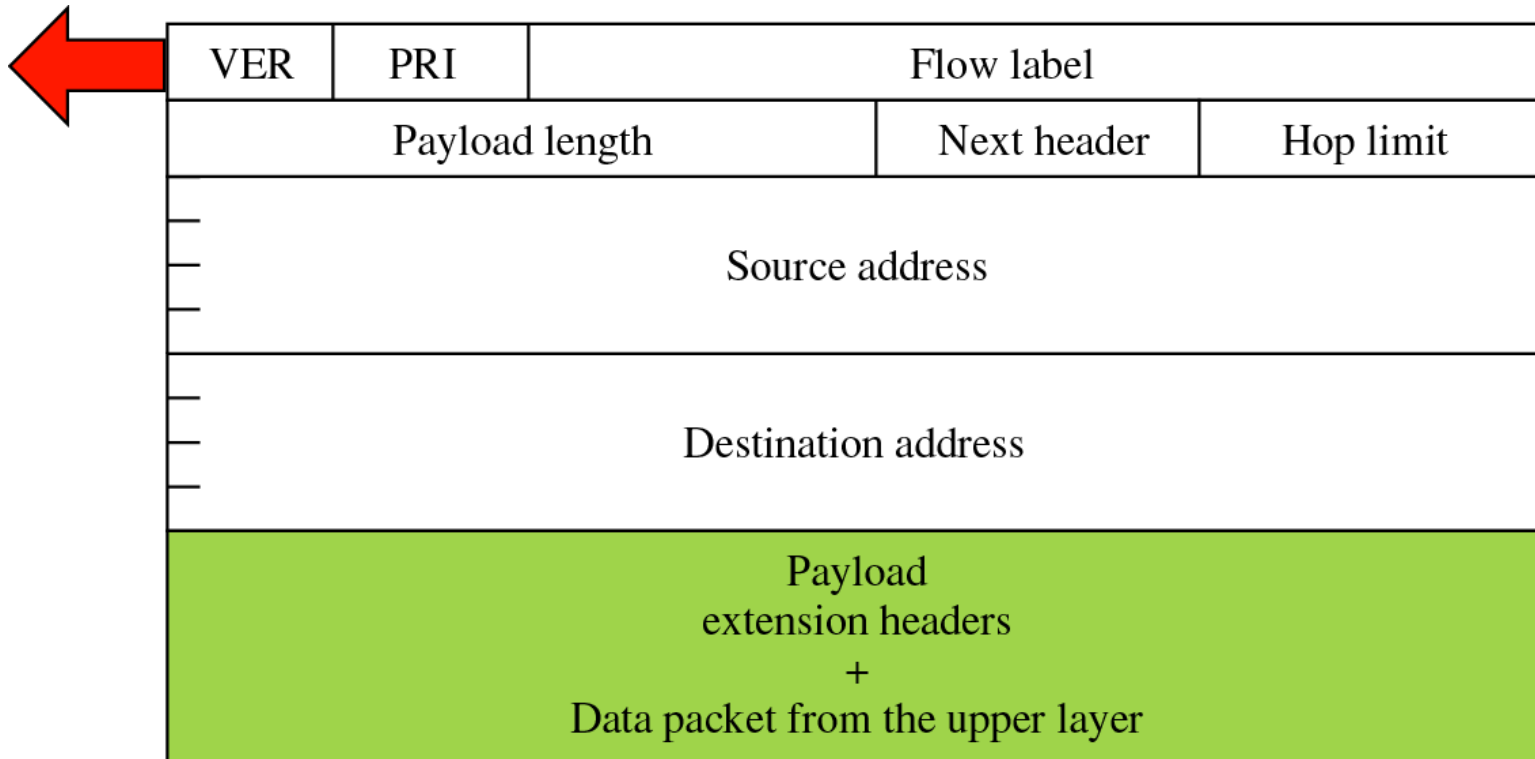 VER PRI Flow label
Payload length Next header Hop limit
Source address
Destination address
Payload
extension headers
+
Data packet from the upper layer